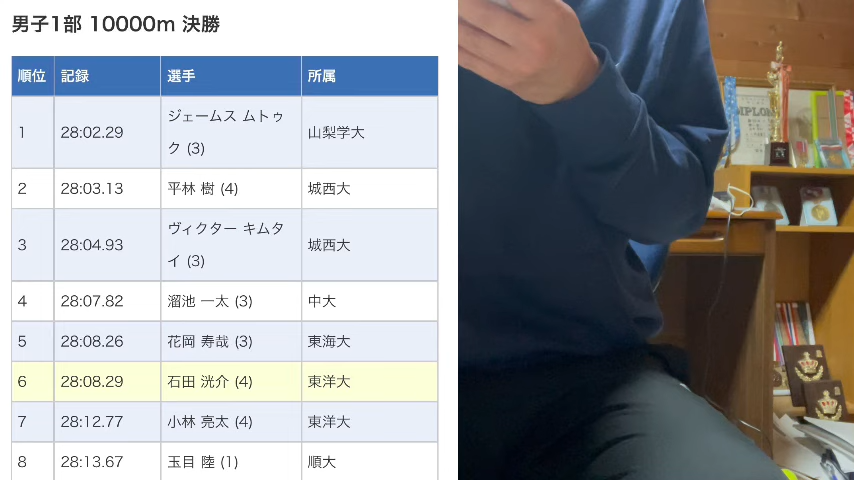 男子1部 10000m 決勝
順位 記録 選手 所属
1 28:02.29 ジェームス ムトゥ
ク (3) 山梨学大
2 28:03.13 平林 樹 (4) 城西大
3 28:04.93 ヴィクター キムタ
イ (3) 城西大
4 28:07.82 溜池 一太 (3) 中大
5 28:08.26 花岡 寿哉 (3) 東海大
6 28:08.29 石田 洸介 (4) 東洋大
7 28:12.77 小林 亮太 (4) 東洋大
8 28:13.67 玉目 陸 (1) 順大